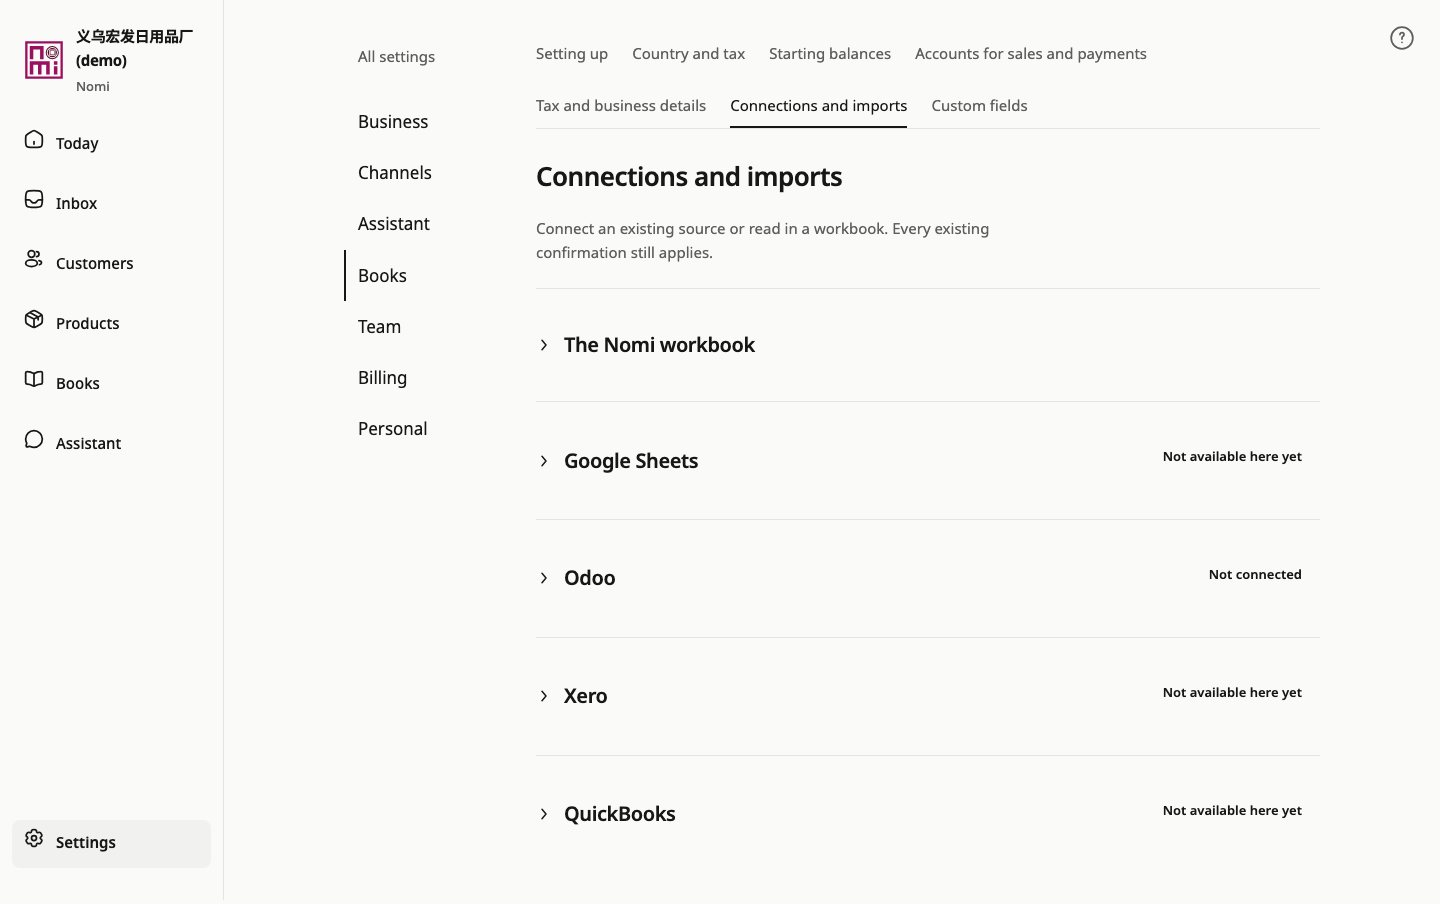 义乌宏发日用品厂
(demo)
Nomi
Today
Inbox
Customers
Products
Books
Assistant
Settings
All settings
Business
Channels
Assistant
Books
Team
Billing
Personal
Setting up
Country and tax
Starting balances
Accounts for sales and payments
Tax and business details
Connections and imports
Custom fields
Connections and imports
Connect an existing source or read in a workbook. Every existing
confirmation still applies.
The Nomi workbook
Google Sheets
Not available here yet
Odoo
Not connected
Xero
Not available here yet
QuickBooks
Not available here yet